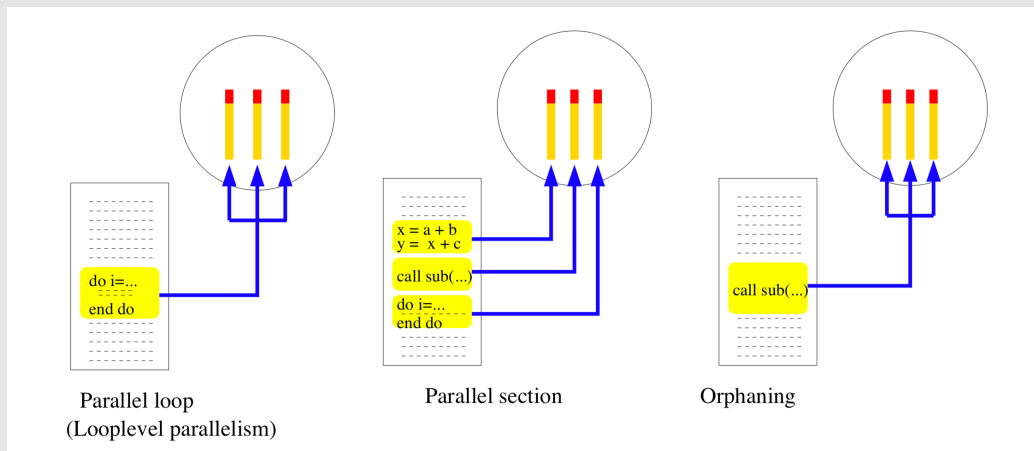 do i=...
end do
Parallel loop
(Looplevel parallelism)
x = a + b
y = x + c
call sub(...)
do i=...
end do
Parallel section
call sub(...)
Orphaning